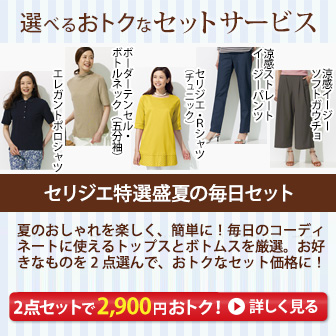 選べるおトクなセットサービス
エレガントポロシャツ
ボーダーテンセル・
ボトルネック（五分袖）
セリジエ・Rシャツ
（チュニック）
涼感ストレート
イージーパンツ
涼感イージー
ソフトガウチョ
セリジエ特選盛夏の毎日セット
夏のおしゃれを楽しく、簡単に！毎日のコーディ
ネートに使えるトップスとボトムスを厳選。お好
きなものを2点選んで、おトクなセット価格に！
2点セットで2,900円おトク！
詳しく見る